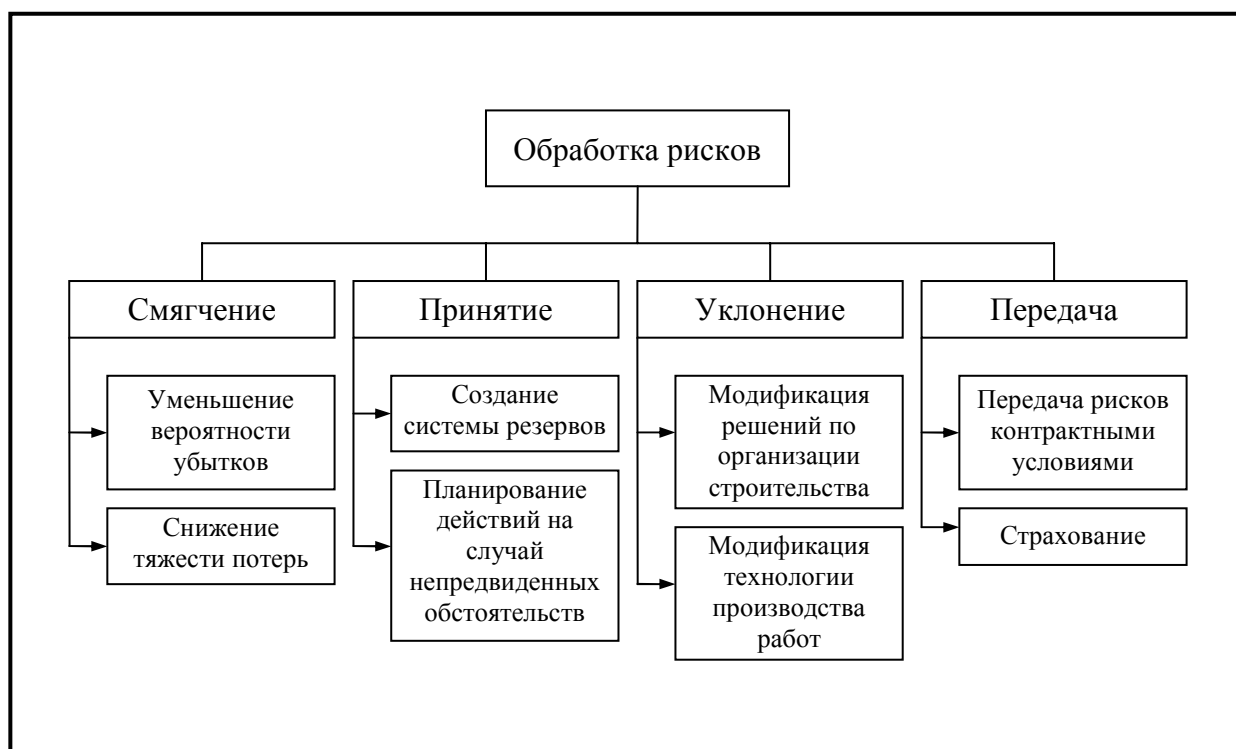 Обработка рисков
Смягчение
Уменьшение
вероятности
убытков
Снижение
тяжести потерь
Принятие
Создание
системы резервов
Планирование
действий на
случай
непредвиденных
обстоятельств
Уклонение
Модификация
решений по
организации
строительства
Модификация
технологии
производства
работ
Передача
Передача рисков
контрактными
условиями
Страхование